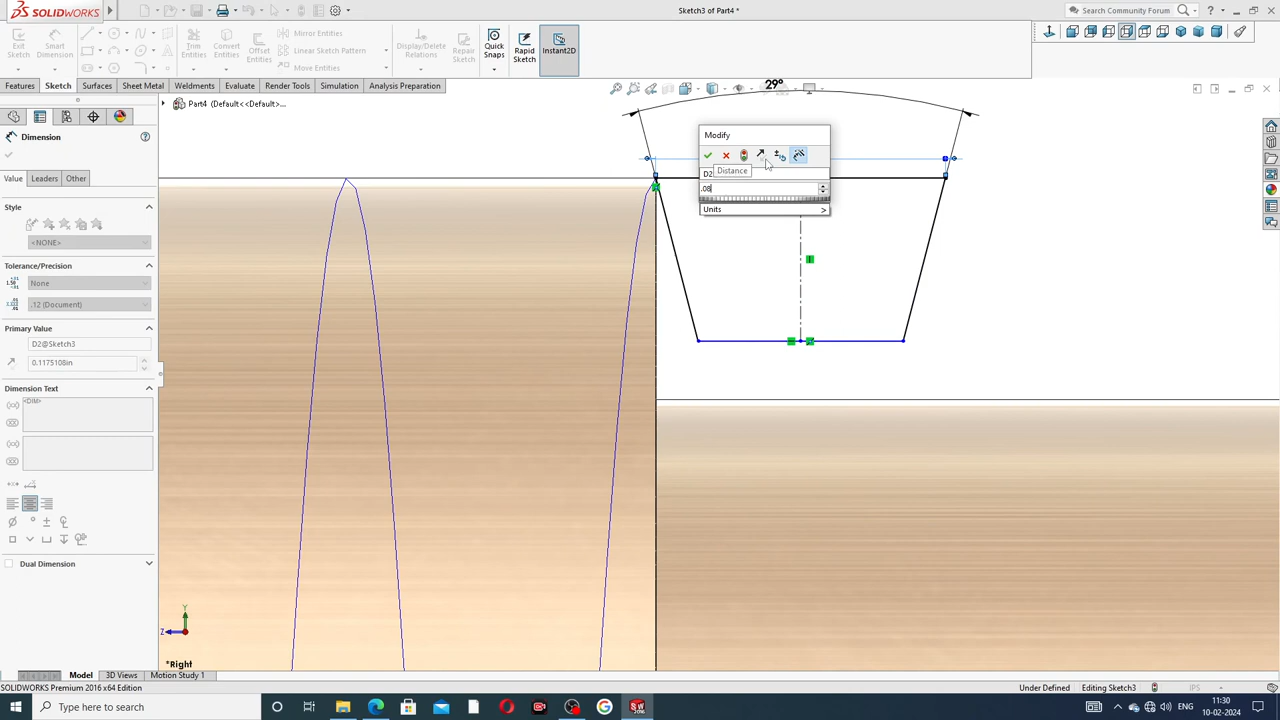 SOLIDWORKS
Sketch3 of Part4 *
Search Community Forum
Exit Sketch
Smart Dimension
Trim Entities
Convert Entities
Offset Entities
Mirror Entities
Linear Sketch Pattern
Move Entities
Display/Delete Relations
Repair Sketch
Quick Snaps
Rapid Sketch
Instant2D
Features
Sketch
Surfaces
Sheet Metal
Weldments
Evaluate
Render Tools
Simulation
Analysis Preparation
Part4 (Default<<Default>...
Dimension
Value
Leaders
Other
Style
<NONE>
Tolerance/Precision
None
.12 (Document)
Primary Value
D2@Sketch3
0.1175108in
Dimension Text
<DIM>
Dual Dimension
29°
Modify
Distance
D2
.08
Units
>
Y
Z
*Right
Model
3D Views
Motion Study 1
SOLIDWORKS Premium 2016 x64 Edition
Under Defined
Editing Sketch3
IPS
Type here to search
ENG
11:30
10-02-2024